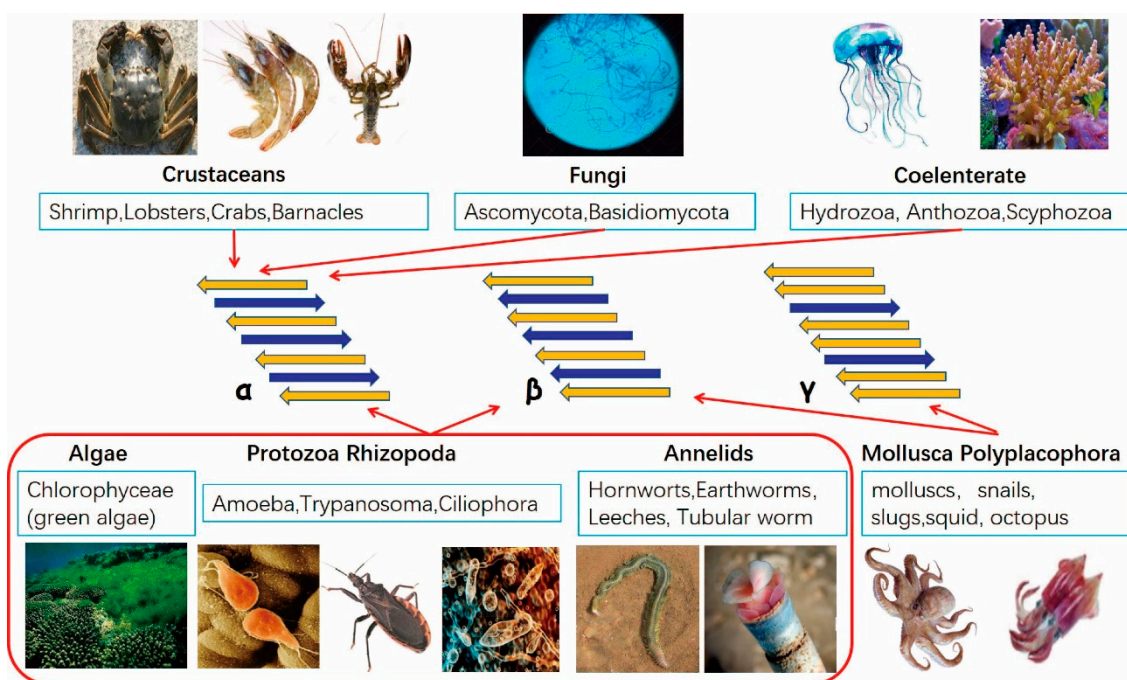 Crustaceans
Shrimp,Lobsters,Crabs,Barnacles
Fungi
Ascomycota,Basidiomycota
Coelenterate
Hydrozoa, Anthozoa,Scyphozoa
α
β
γ
Algae
Chlorophyceae
(green algae)
Protozoa Rhizopoda
Amoeba,Trypanosoma,Ciliophora
Annelids
Hornworts,Earthworms,
Leeches, Tubular worm
Mollusca Polyplacophora
molluscs, snails,
slugs,squid, octopus